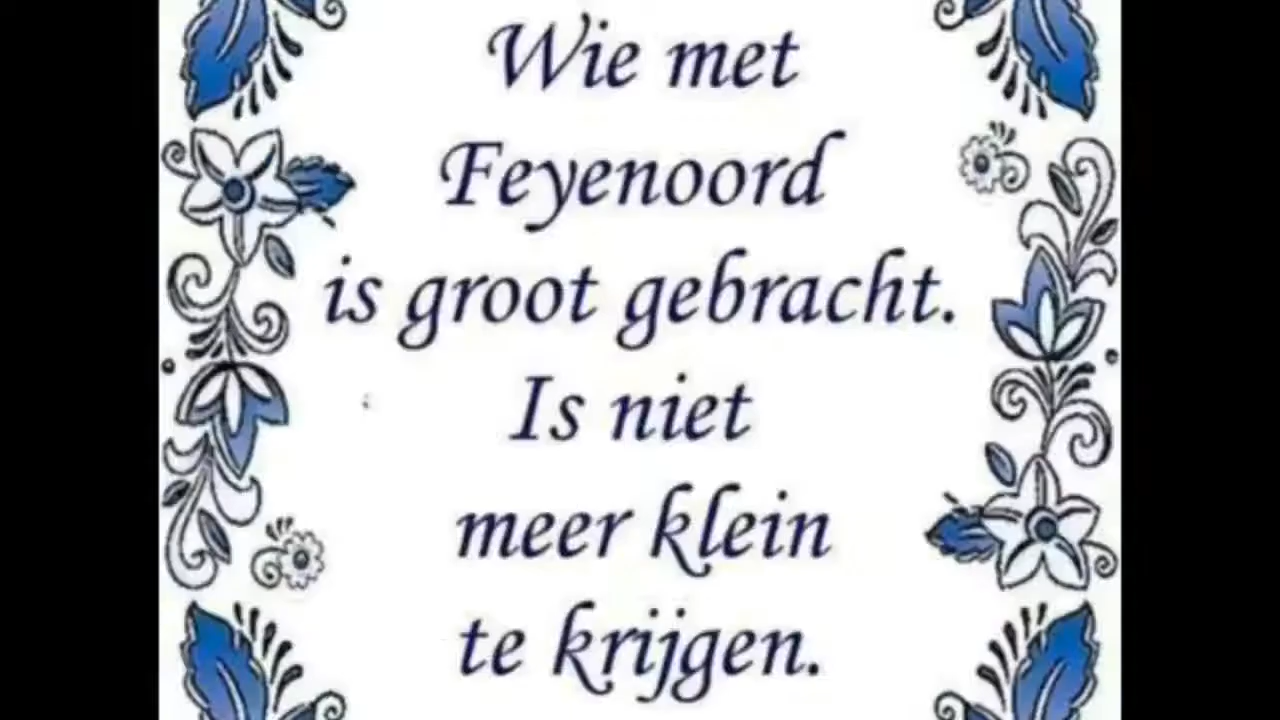 Wie met
Feyenoord
is groot gebracht.
Is niet
meer klein
te krijgen.